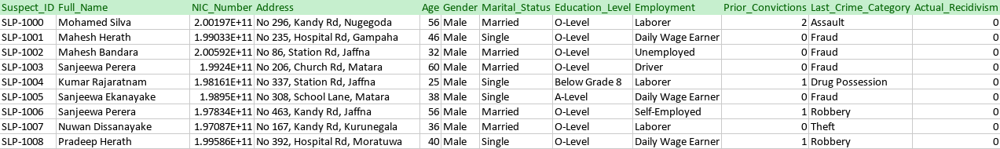 Suspect_ID Full_Name NIC_Number Address Age Gender Marital_Status Education_Level Employment Prior_Convictions Last_Crime_Category Actual_Recidivism
SLP-1000 Mohamed Silva 2.00197E+11 No 296, Kandy Rd, Nugegoda 56 Male Married O-Level Laborer 2 Assault 0
SLP-1001 Mahesh Herath 1.99033E+11 No 235, Hospital Rd, Gampaha 46 Male Single O-Level Daily Wage Earner 0 Fraud 0
SLP-1002 Mahesh Bandara 2.00592E+11 No 86, Station Rd, Jaffna 32 Male Married O-Level Unemployed 0 Fraud 0
SLP-1003 Sanjeewa Perera 1.9924E+11 No 206, Church Rd, Matara 60 Male Married O-Level Driver 0 Fraud 0
SLP-1004 Kumar Rajaratnam 1.98161E+11 No 337, Station Rd, Jaffna 25 Male Single Below Grade 8 Laborer 1 Drug Possession 0
SLP-1005 Sanjeewa Ekanayake 1.9895E+11 No 308, School Lane, Matara 38 Male Single A-Level Daily Wage Earner 0 Fraud 0
SLP-1006 Sanjeewa Perera 1.97834E+11 No 463, Kandy Rd, Jaffna 56 Male Married O-Level Self-Employed 1 Robbery 0
SLP-1007 Nuwan Dissanayake 1.97087E+11 No 167, Kandy Rd, Kurunegala 36 Male Married O-Level Laborer 0 Theft 0
SLP-1008 Pradeep Herath 1.99586E+11 No 392, Hospital Rd, Moratuwa 40 Male Single O-Level Daily Wage Earner 1 Robbery 0